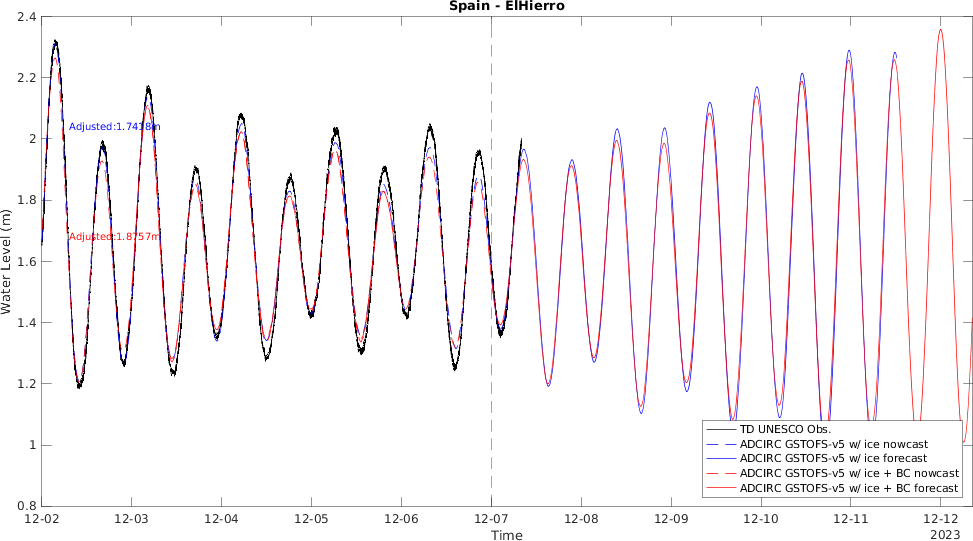 Spain - ElHierro
2.4
2.2
2
1.8
1.6
1.4
1.2
1
0.8
Water Level (m)
Adjusted:1.7418m
Adjusted:1.8757m
TD UNESCO Obs.
ADCIRC GSTOFS-v5 w/ ice nowcast
ADCIRC GSTOFS-v5 w/ ice forecast
ADCIRC GSTOFS-v5 w/ ice + BC nowcast
ADCIRC GSTOFS-v5 w/ ice + BC forecast
12-02 12-03 12-04 12-05 12-06 12-07 12-08 12-09 12-10 12-11 12-12
Time
2023